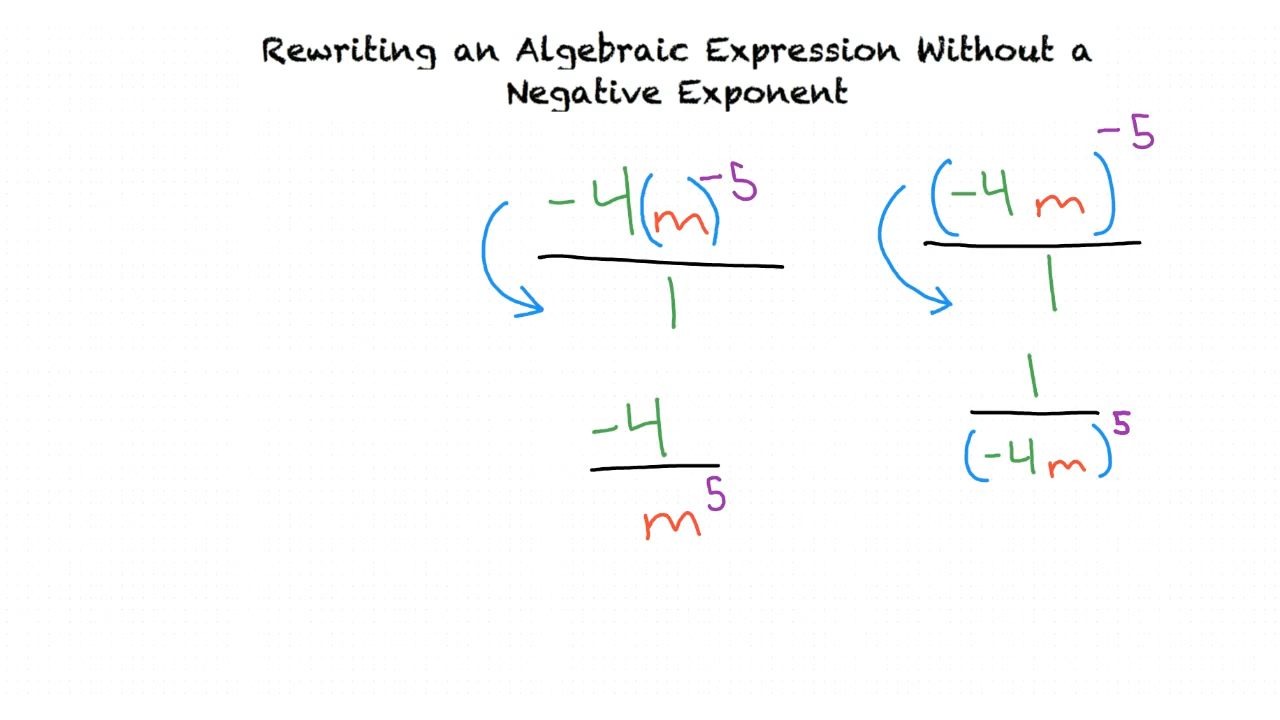 Rewriting an Algebraic Expression Without a
Negative Exponent
-4(m)^-5
1
-4
m^5
(-4 m)^-5
1
1
(-4m)^5